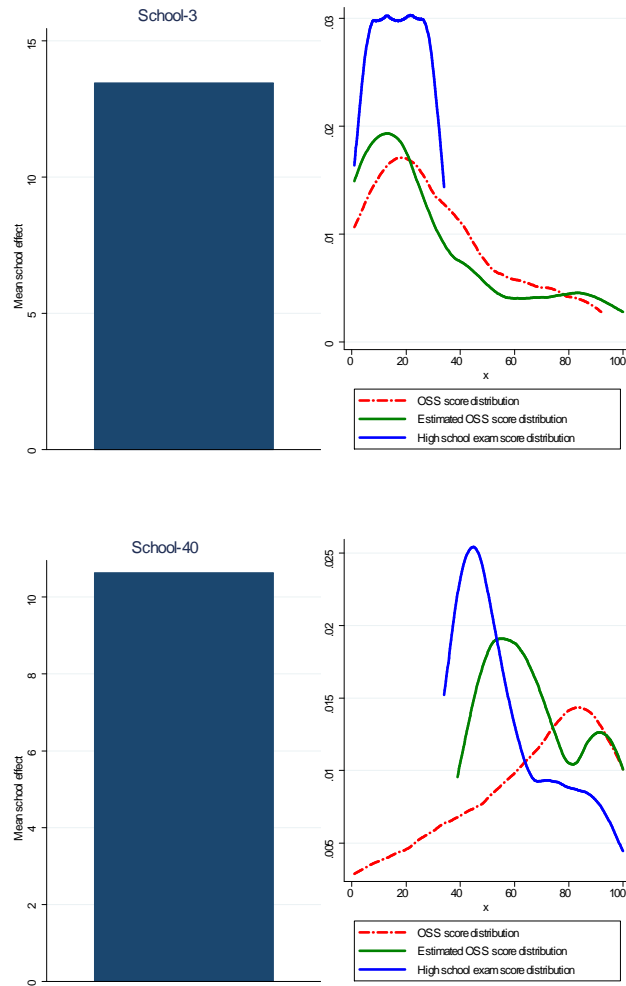 School-3
15
10
5
0
Mean school effect
.03
.02
.01
0
0 20 40 60 80 100
x
OSS score distribution
Estimated OSS score distribution
High school exam score distribution
School-40
10
8
6
4
2
0
Mean school effect
.025
.02
.015
.01
.005
0 20 40 60 80 100
x
OSS score distribution
Estimated OSS score distribution
High school exam score distribution